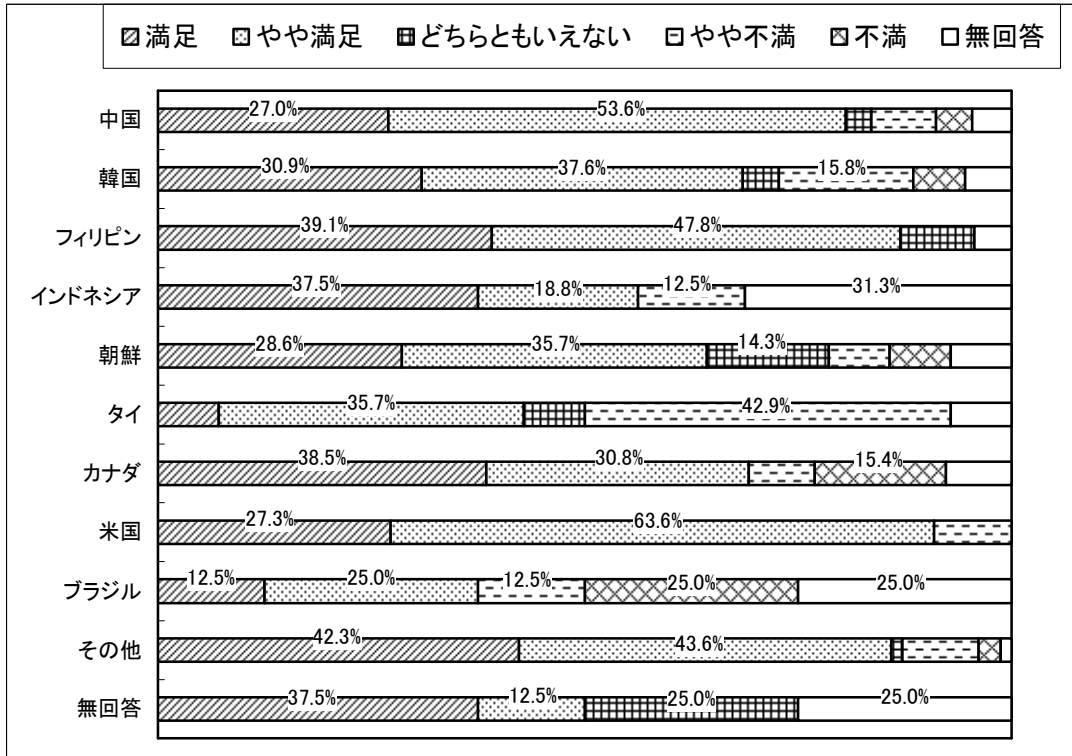 満足 やや満足 どちらともいえない やや不満 不満 無回答
中国 27.0% 53.6%
韓国 30.9% 37.6% 15.8%
フィリピン 39.1% 47.8%
インドネシア 37.5% 18.8% 12.5% 31.3%
朝鮮 28.6% 35.7% 14.3%
タイ 35.7% 42.9%
カナダ 38.5% 30.8% 15.4%
米国 27.3% 63.6%
ブラジル 12.5% 25.0% 12.5% 25.0% 25.0%
その他 42.3% 43.6%
無回答 37.5% 12.5% 25.0% 25.0%